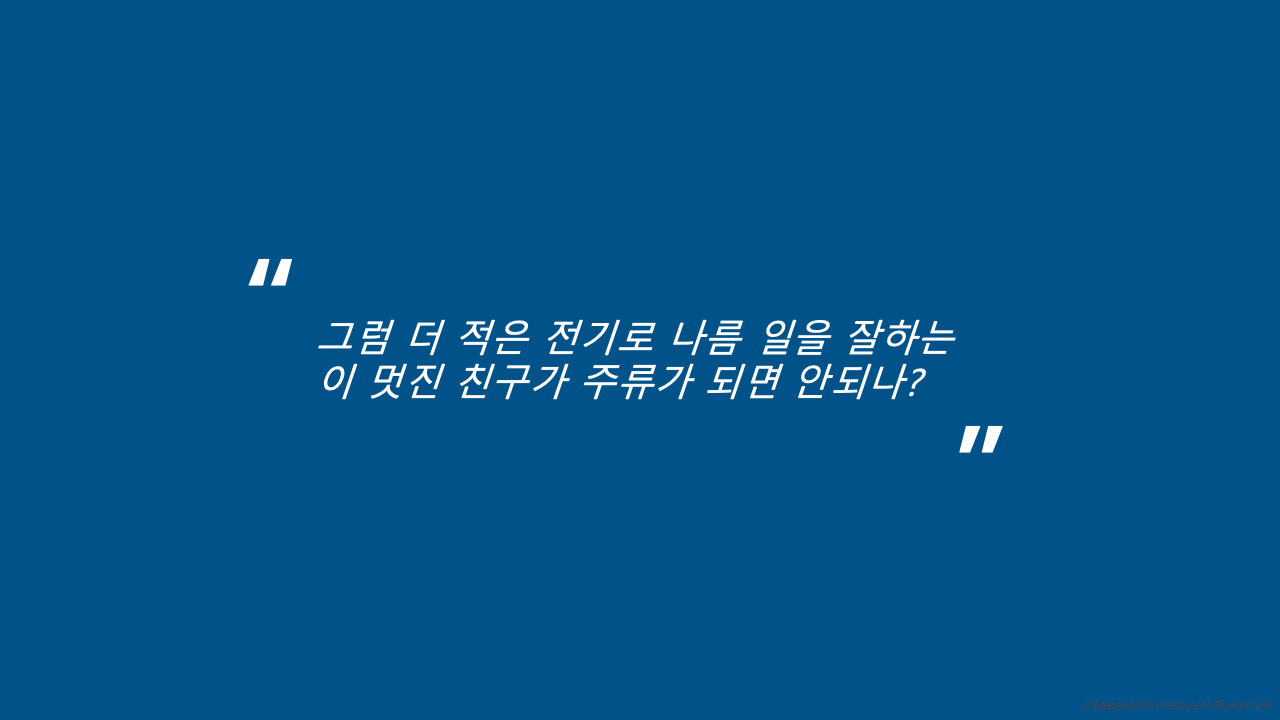 “
그럼 더 적은 전기로 나름 일을 잘하는
이 멋진 친구가 주류가 되면 안되나?
”